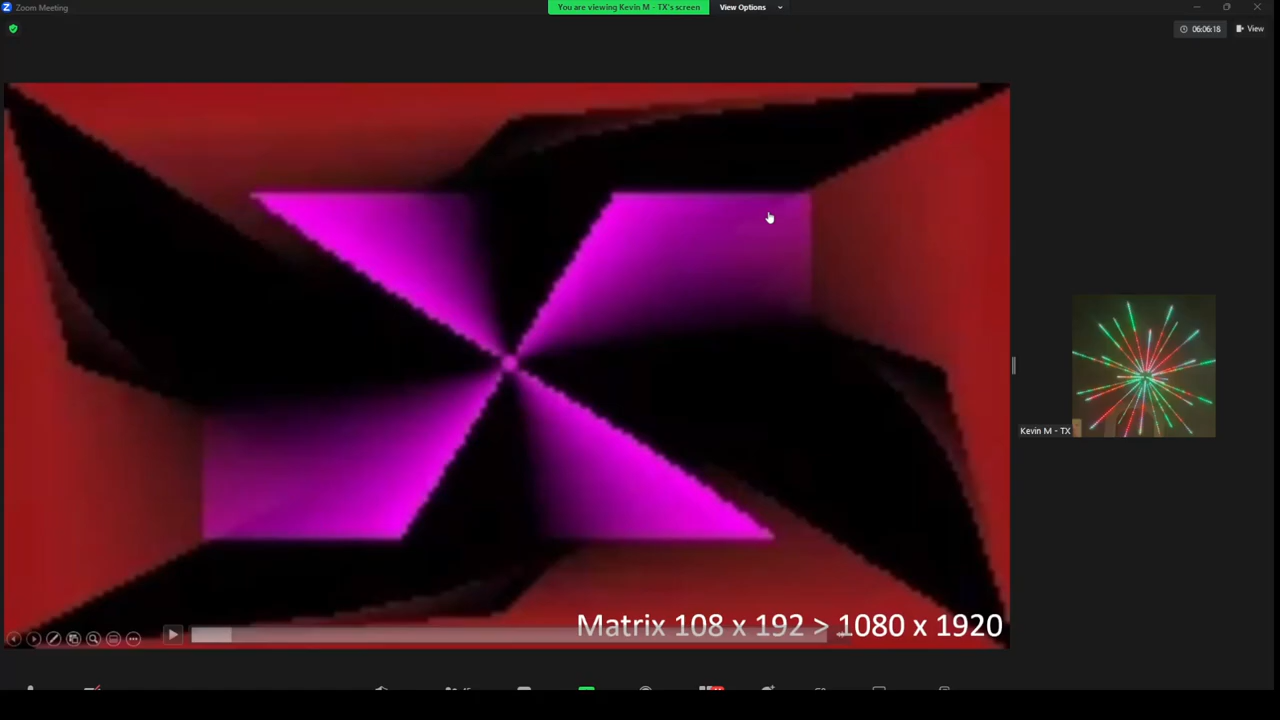 Zoom Meeting
You are viewing Kevin M - TX's screen
View Options
06:06:18
View
Kevin M - TX
Matrix 108 x 192 > 1080 x 1920